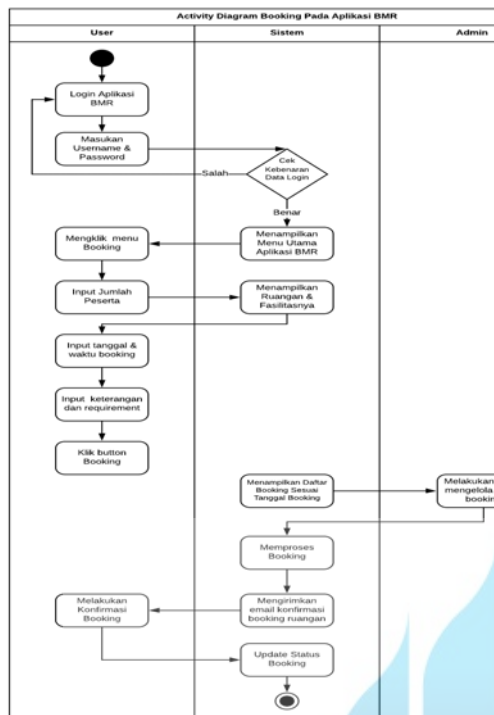 Activity Diagram Booking Pada Aplikasi BMR
User
Sistem
Admin
Login Aplikasi
BMR
Masukan
Username &
Password
Cek
Kebenaran
Data Login
Salah
Benar
Menampilkan
Menu Utama
Aplikasi BMR
Mengklik menu
Booking
Input Jumlah
Peserta
Menampilkan
Ruangan &
Fasilitasnya
Input tanggal &
waktu booking
Input keterangan
dan requirement
Klik button
Booking
Menampilkan Daftar
Booking Sesuai
Tanggal Booking
Melakukan
mengelola
Memproses
Booking
Mengirimkan
email konfirmasi
booking ruangan
Melakukan
Konfirmasi
Booking
Update Status
Booking